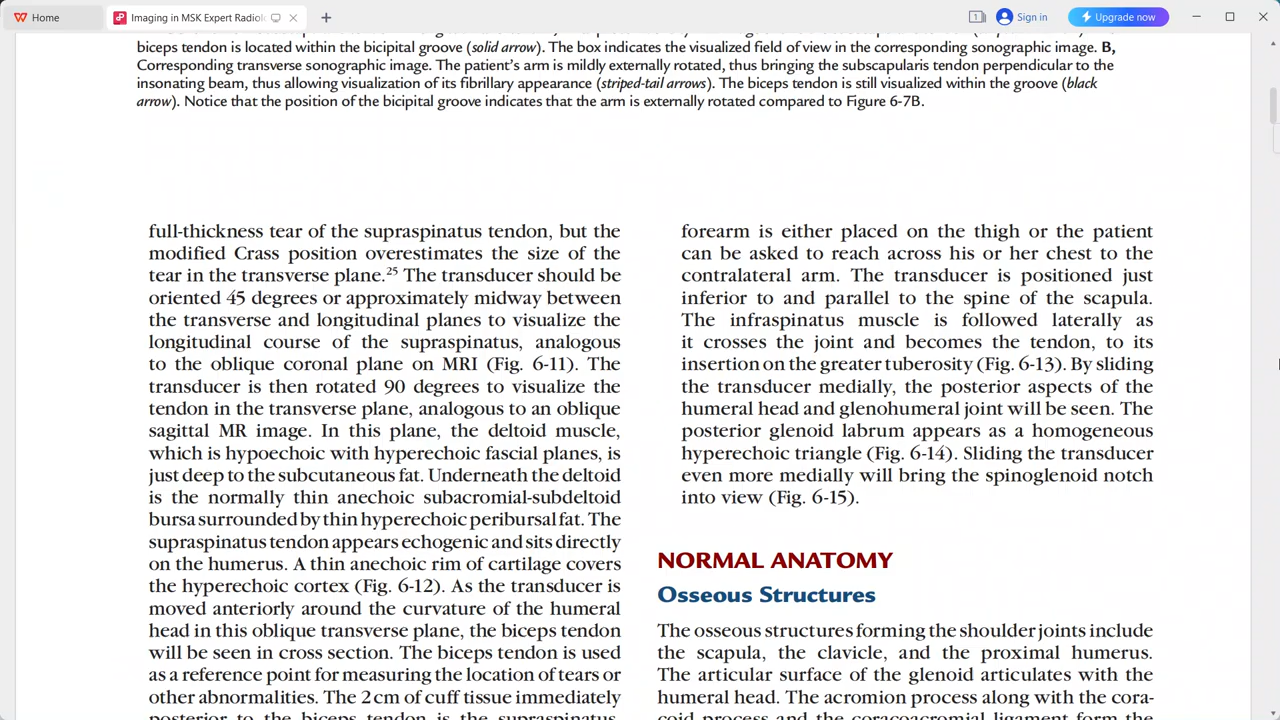 Home
Imaging in MSK Expert Radiol
Sign in
Upgrade now
biceps tendon is located within the bicipital groove (solid arrow). The box indicates the visualized field of view in the corresponding sonographic image. B,
Corresponding transverse sonographic image. The patient's arm is mildly externally rotated, thus bringing the subscapularis tendon perpendicular to the
insonating beam, thus allowing visualization of its fibrillary appearance (striped-tail arrows). The biceps tendon is still visualized within the groove (black
arrow). Notice that the position of the bicipital groove indicates that the arm is externally rotated compared to Figure 6-7B.
full-thickness tear of the supraspinatus tendon, but the
modified Crass position overestimates the size of the
tear in the transverse plane.25 The transducer should be
oriented 45 degrees or approximately midway between
the transverse and longitudinal planes to visualize the
longitudinal course of the supraspinatus, analogous
to the oblique coronal plane on MRI (Fig. 6-11). The
transducer is then rotated 90 degrees to visualize the
tendon in the transverse plane, analogous to an oblique
sagittal MR image. In this plane, the deltoid muscle,
which is hypoechoic with hyperechoic fascial planes, is
just deep to the subcutaneous fat. Underneath the deltoid
is the normally thin anechoic subacromial-subdeltoid
bursa surrounded by thin hyperechoic peribursal fat. The
supraspinatus tendon appears echogenic and sits directly
on the humerus. A thin anechoic rim of cartilage covers
the hyperechoic cortex (Fig. 6-12). As the transducer is
moved anteriorly around the curvature of the humeral
head in this oblique transverse plane, the biceps tendon
will be seen in cross section. The biceps tendon is used
as a reference point for measuring the location of tears or
other abnormalities. The 2 cm of cuff tissue immediately
posterior to the biceps tendon is the supraspinatus
forearm is either placed on the thigh or the patient
can be asked to reach across his or her chest to the
contralateral arm. The transducer is positioned just
inferior to and parallel to the spine of the scapula.
The infraspinatus muscle is followed laterally as
it crosses the joint and becomes the tendon, to its
insertion on the greater tuberosity (Fig. 6-13). By sliding
the transducer medially, the posterior aspects of the
humeral head and glenohumeral joint will be seen. The
posterior glenoid labrum appears as a homogeneous
hyperechoic triangle (Fig. 6-14). Sliding the transducer
even more medially will bring the spinoglenoid notch
into view (Fig. 6-15).
NORMAL ANATOMY
Osseous Structures
The osseous structures forming the shoulder joints include
the scapula, the clavicle, and the proximal humerus.
The articular surface of the glenoid articulates with the
humeral head. The acromion process along with the cora-
coid process and the coracoacromial ligament form the